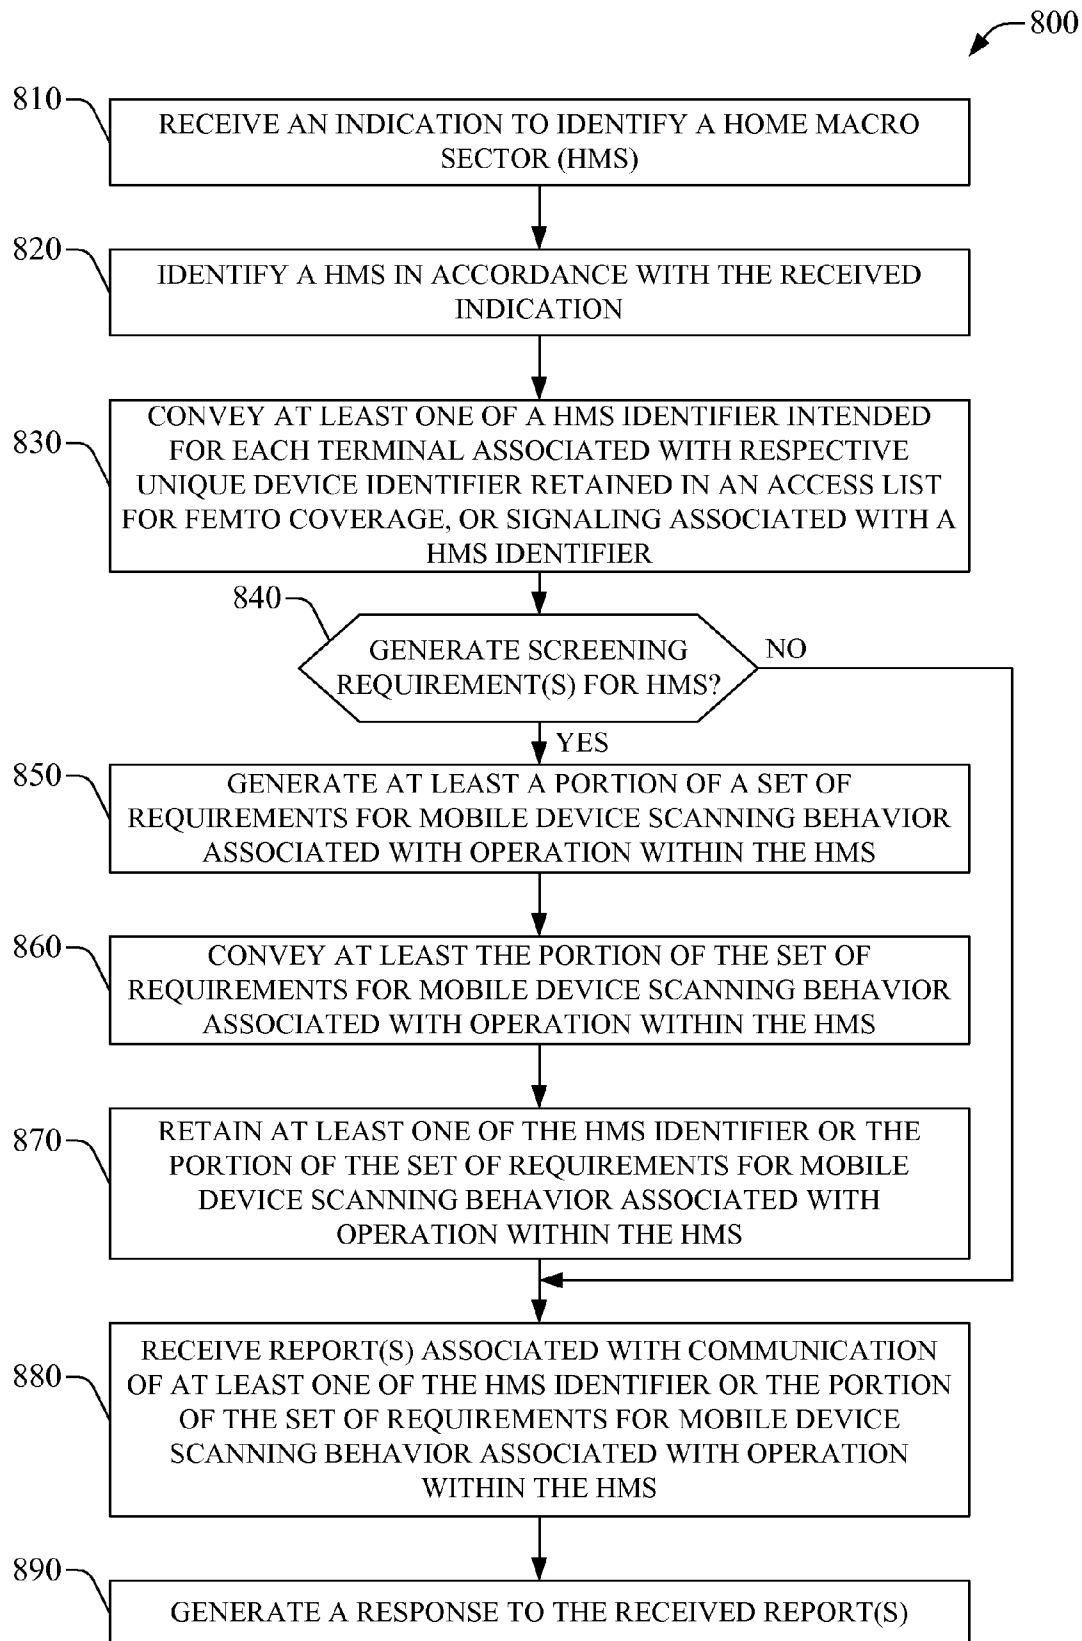 800
810
RECEIVE AN INDICATION TO IDENTIFY A HOME MACRO
SECTOR (HMS)
820
IDENTIFY A HMS IN ACCORDANCE WITH THE RECEIVED
INDICATION
830
CONVEY AT LEAST ONE OF A HMS IDENTIFIER INTENDED
FOR EACH TERMINAL ASSOCIATED WITH RESPECTIVE
UNIQUE DEVICE IDENTIFIER RETAINED IN AN ACCESS LIST
FOR FEMTO COVERAGE, OR SIGNALING ASSOCIATED WITH A
HMS IDENTIFIER
840
GENERATE SCREENING
REQUIREMENT(S) FOR HMS?
NO
YES
850
GENERATE AT LEAST A PORTION OF A SET OF
REQUIREMENTS FOR MOBILE DEVICE SCANNING BEHAVIOR
ASSOCIATED WITH OPERATION WITHIN THE HMS
860
CONVEY AT LEAST THE PORTION OF THE SET OF
REQUIREMENTS FOR MOBILE DEVICE SCANNING BEHAVIOR
ASSOCIATED WITH OPERATION WITHIN THE HMS
870
RETAIN AT LEAST ONE OF THE HMS IDENTIFIER OR THE
PORTION OF THE SET OF REQUIREMENTS FOR MOBILE
DEVICE SCANNING BEHAVIOR ASSOCIATED WITH
OPERATION WITHIN THE HMS
880
RECEIVE REPORT(S) ASSOCIATED WITH COMMUNICATION
OF AT LEAST ONE OF THE HMS IDENTIFIER OR THE PORTION
OF THE SET OF REQUIREMENTS FOR MOBILE DEVICE
SCANNING BEHAVIOR ASSOCIATED WITH OPERATION
WITHIN THE HMS
890
GENERATE A RESPONSE TO THE RECEIVED REPORT(S)